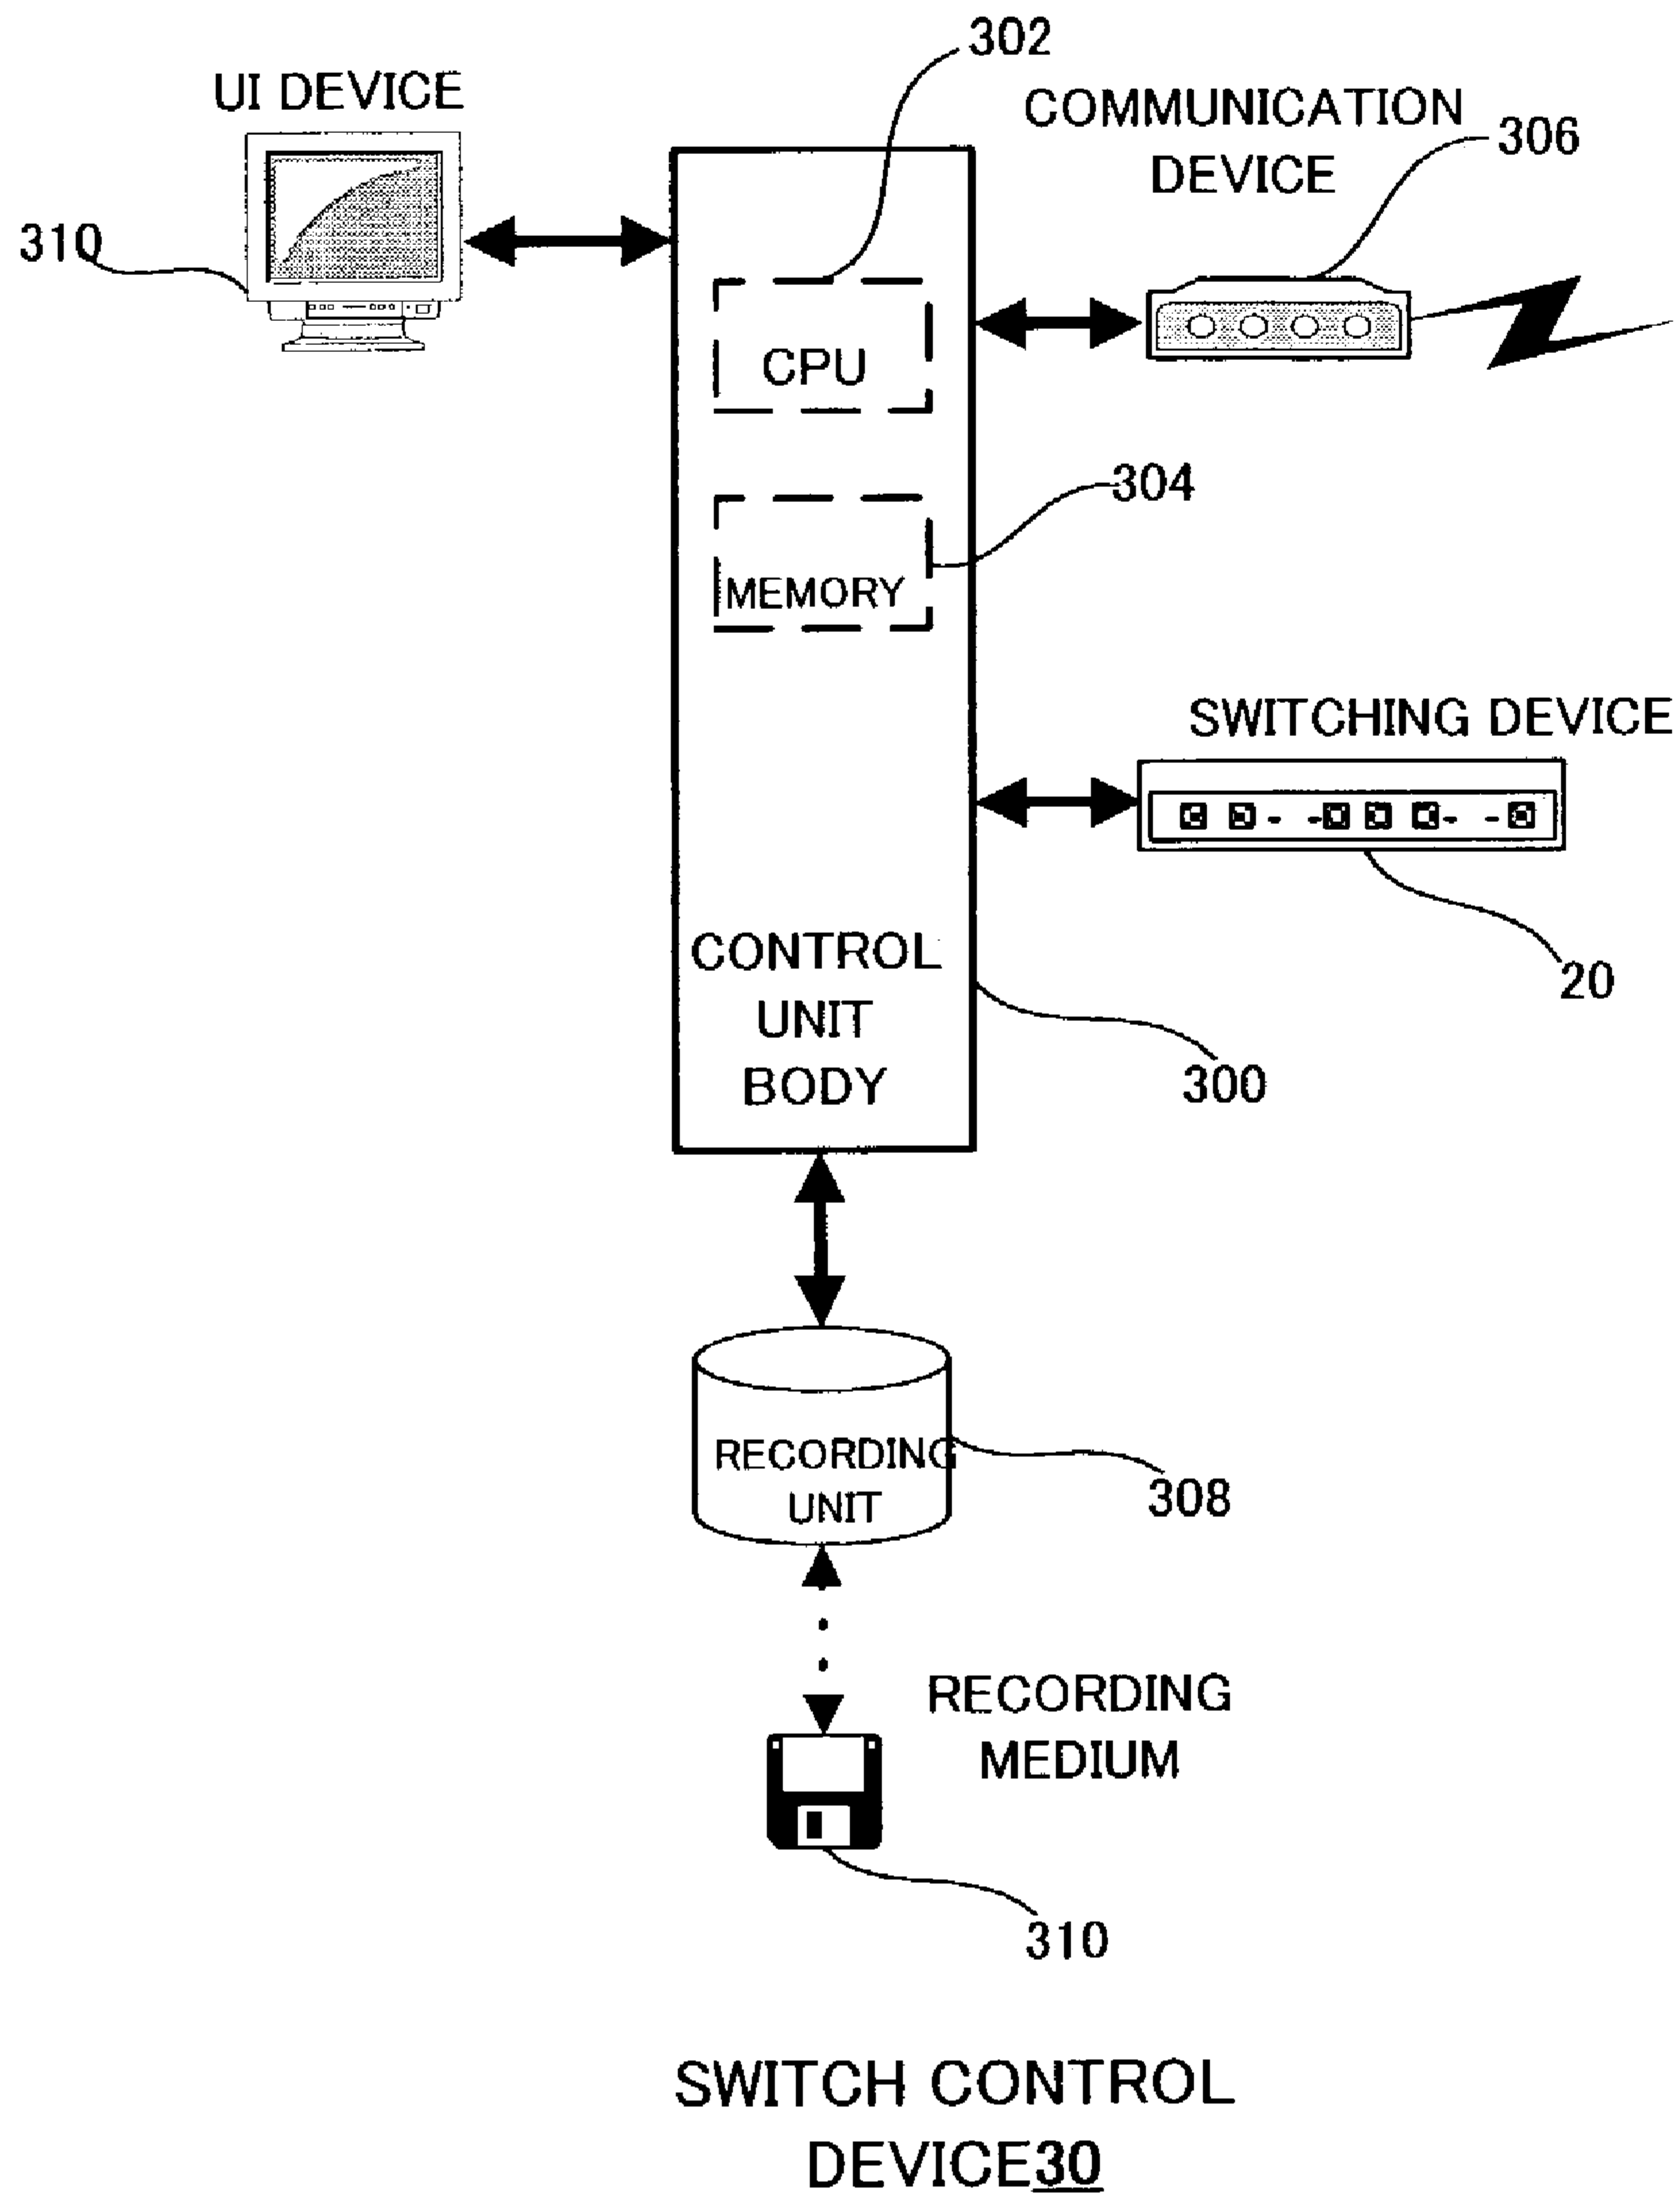 302
UI DEVICE
COMMUNICATION
DEVICE
306
310
CPU
304
MEMORY
SWITCHING DEVICE
20
CONTROL
UNIT
BODY
300
RECORDING
UNIT
308
RECORDING
MEDIUM
310
SWITCH CONTROL
DEVICE30